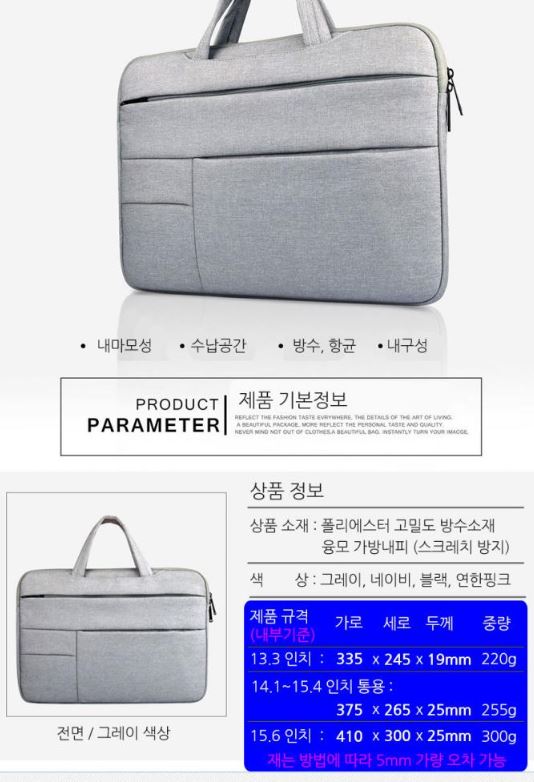 • 내마모성 • 수납공간 • 방수, 항균 • 내구성
PRODUCT
PARAMETER
제품 기본정보
REFLECT THE FASHION TASTE EVRYWHERE, THE DETAILS OF THE ART OF LIVING.
A BEAUTIFUL PACKAGE, MORE REFLECT THE PERSONAL TASTE AND QUALITY
NEVER MIND NOT OUT OF CLOTHES,A BEAUTIFUL BAG, INSTANTLY TURN YOUR IMACGE,
상품 정보
상품 소재 : 폴리에스터 고밀도 방수소재
융모 가방내피 (스크레치 방지)
색 상 : 그레이, 네이비, 블랙, 연한핑크
제품 규격 가로 세로 두께 중량
(내부기준)
13.3 인치 : 335 x 245 x 19mm 220g
14.1~15.4 인치 통용 :
375 x 265 x 25mm 255g
15.6 인치 : 410 x 300 x 25mm 300g
재는 방법에 따라 5mm 가량 오차 가능
전면 / 그레이 색상